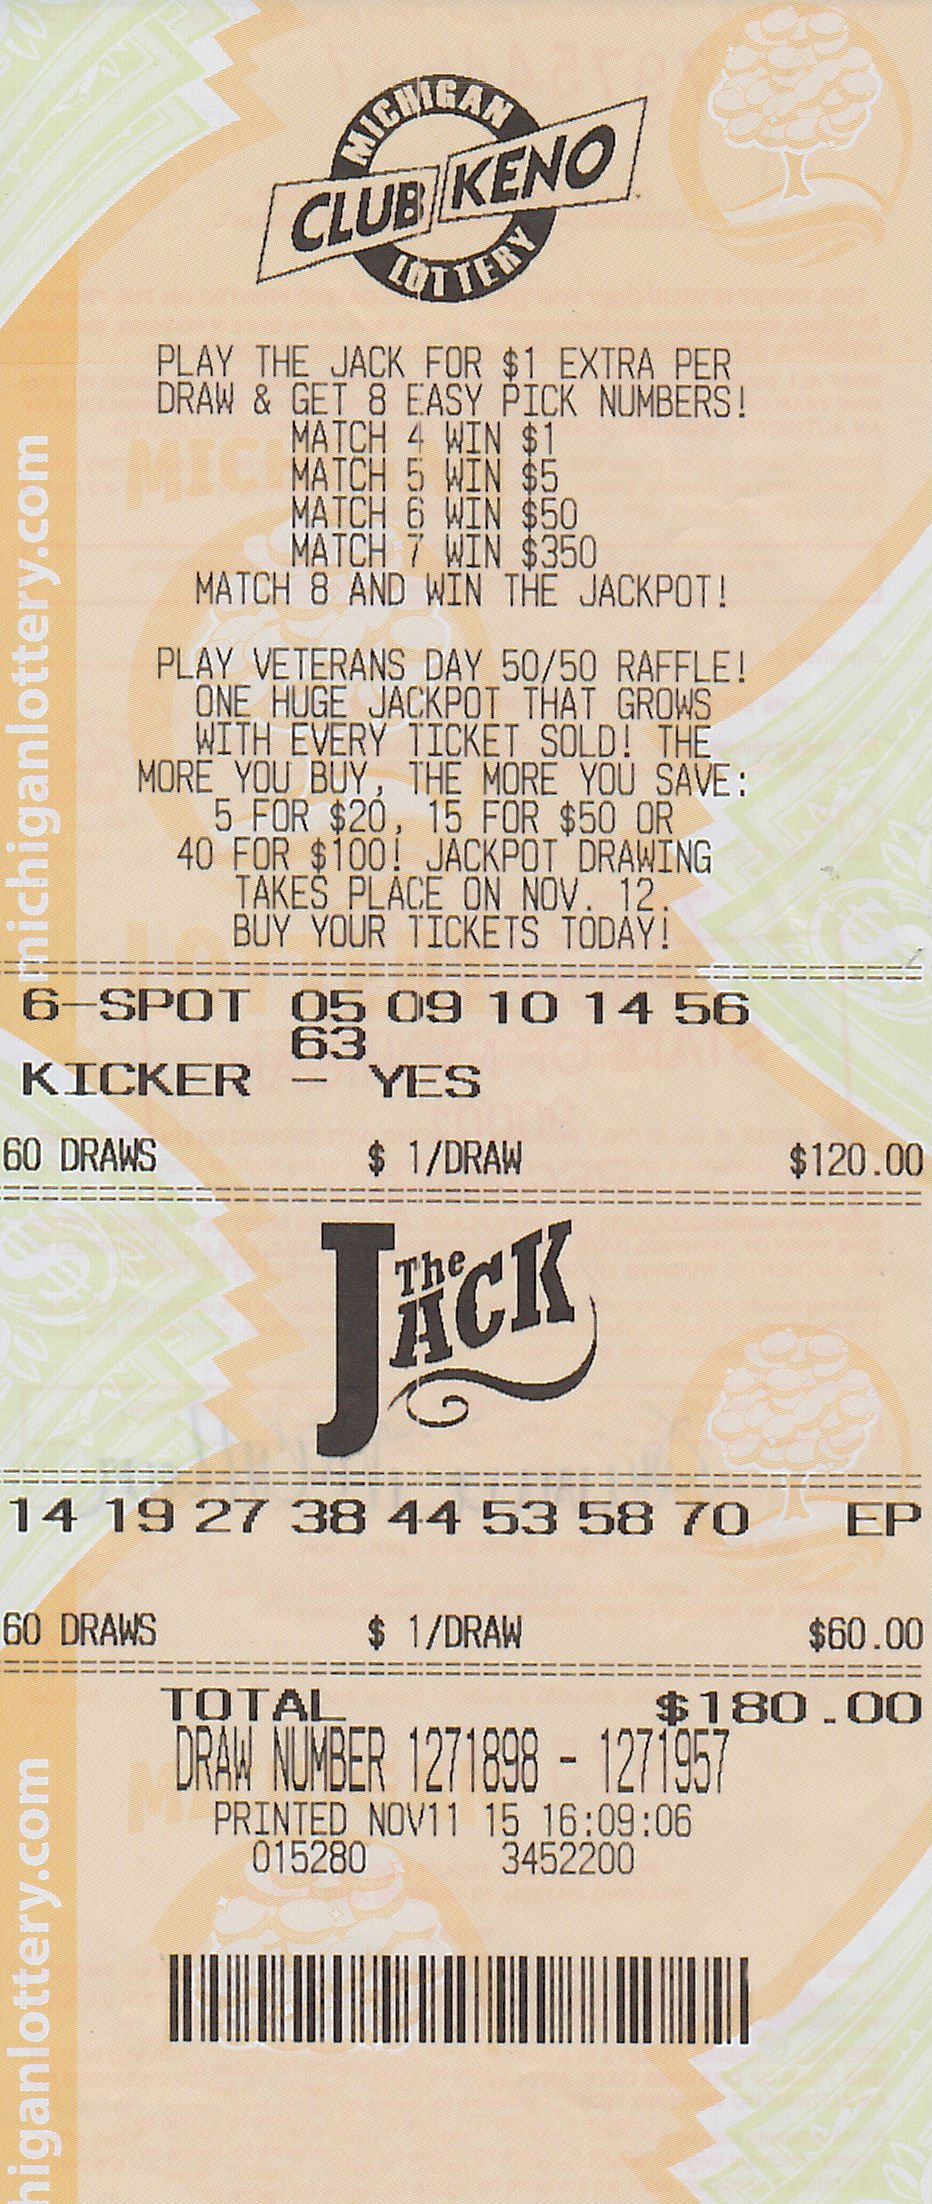 MICHIGAN
CLUB KENO
LOTTERY
PLAY THE JACK FOR $1 EXTRA PER
DRAW & GET 8 EASY PICK NUMBERS!
MATCH 4 WIN $1
MATCH 5 WIN $5
MATCH 6 WIN $50
MATCH 7 WIN $350
MATCH 8 AND WIN THE JACKPOT!
PLAY VETERANS DAY 50/50 RAFFLE!
ONE HUGE JACKPOT THAT GROWS
WITH EVERY TICKET SOLD! THE
MORE YOU BUY, THE MORE YOU SAVE:
5 FOR $20, 15 FOR $50 OR
40 FOR $100! JACKPOT DRAWING
TAKES PLACE ON NOV. 12.
BUY YOUR TICKETS TODAY!
michiganlottery.com
6-SPOT 05 09 10 14 56
63
KICKER - YES
60 DRAWS $ 1/DRAW $120.00
THE JACK
14 19 27 38 44 53 58 70 EP
60 DRAWS $ 1/DRAW $60.00
TOTAL $180.00
DRAW NUMBER 1271898 - 1271957
PRINTED NOV11 15 16:09:06
015280 3452200
higanlottery.com